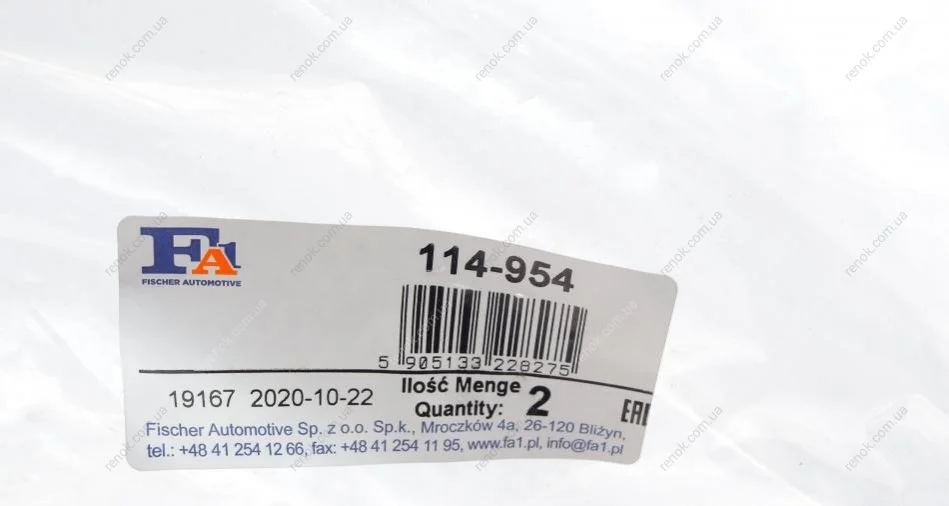 FA1
FISCHER AUTOMOTIVE
114-954
5 905133 228275
19167 2020-10-22
Ilość Menge
Quantity: 2
EAC
Fischer Automotive Sp. z o.o. Sp.k., Mroczków 4a, 26-120 Bliżyn,
tel.: +48 41 254 12 66, fax: +48 41 254 11 95, www.fa1.pl, info@fa1.pl
renok.com.ua